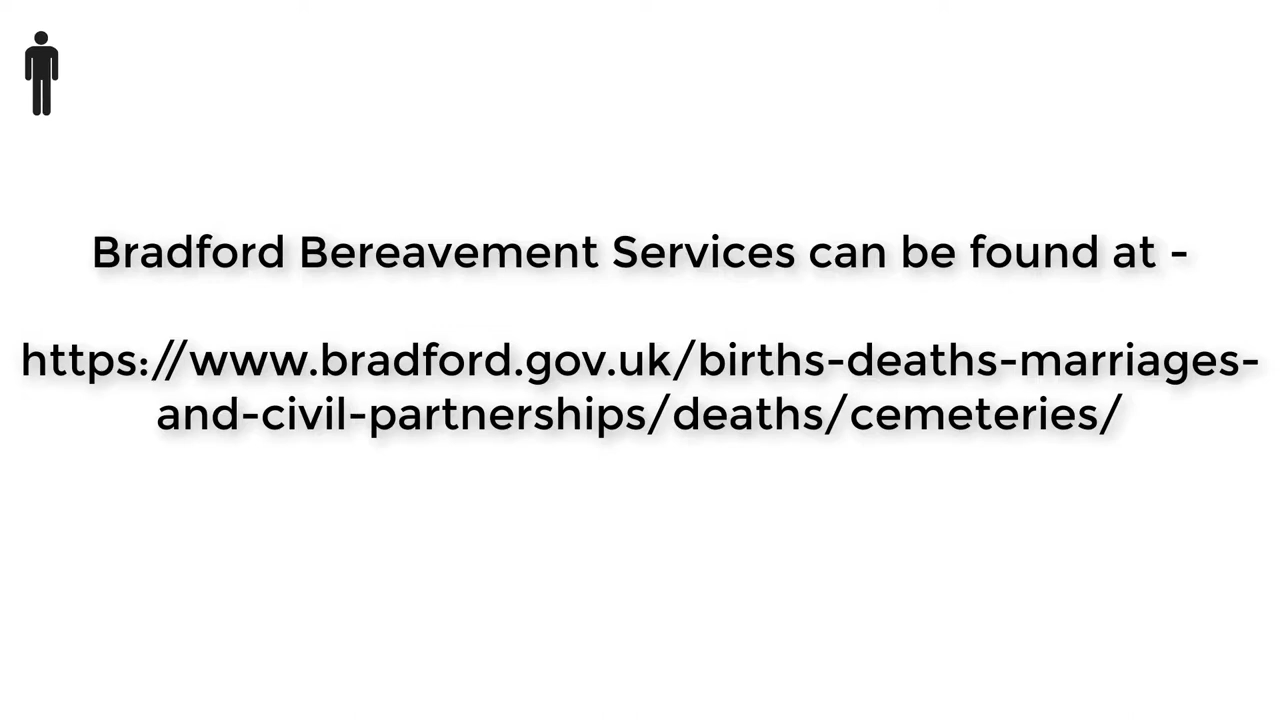 Bradford Bereavement Services can be found at -
https://www.bradford.gov.uk/births-deaths-marriages-
and-civil-partnerships/deaths/cemeteries/